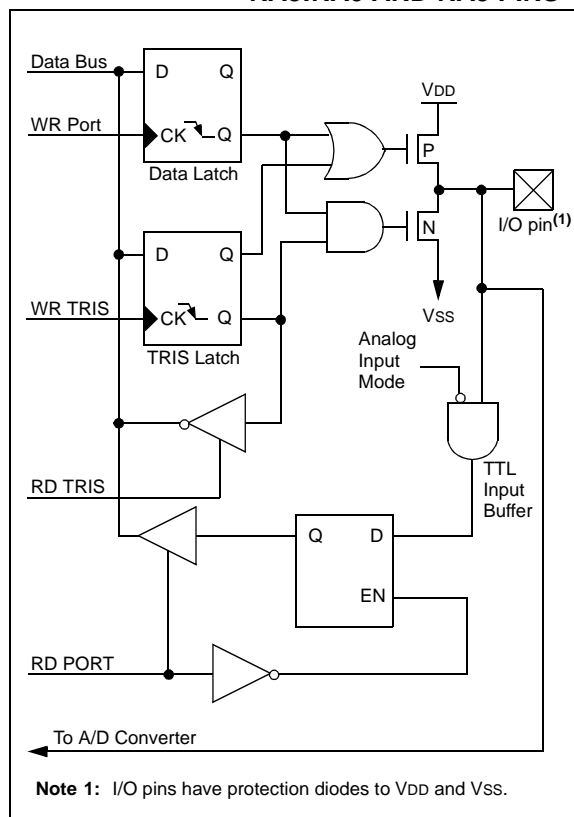 RA3:RA0 AND RA5 PINS
Data Bus
D Q
VDD
WR Port
CK Q
P
Data Latch
I/O pin(1)
N
D Q
WR TRIS
CK Q
VSS
TRIS Latch
Analog
Input
Mode
TTL
Input
Buffer
RD TRIS
Q D
EN
RD PORT
To A/D Converter
Note 1: I/O pins have protection diodes to VDD and VSS.